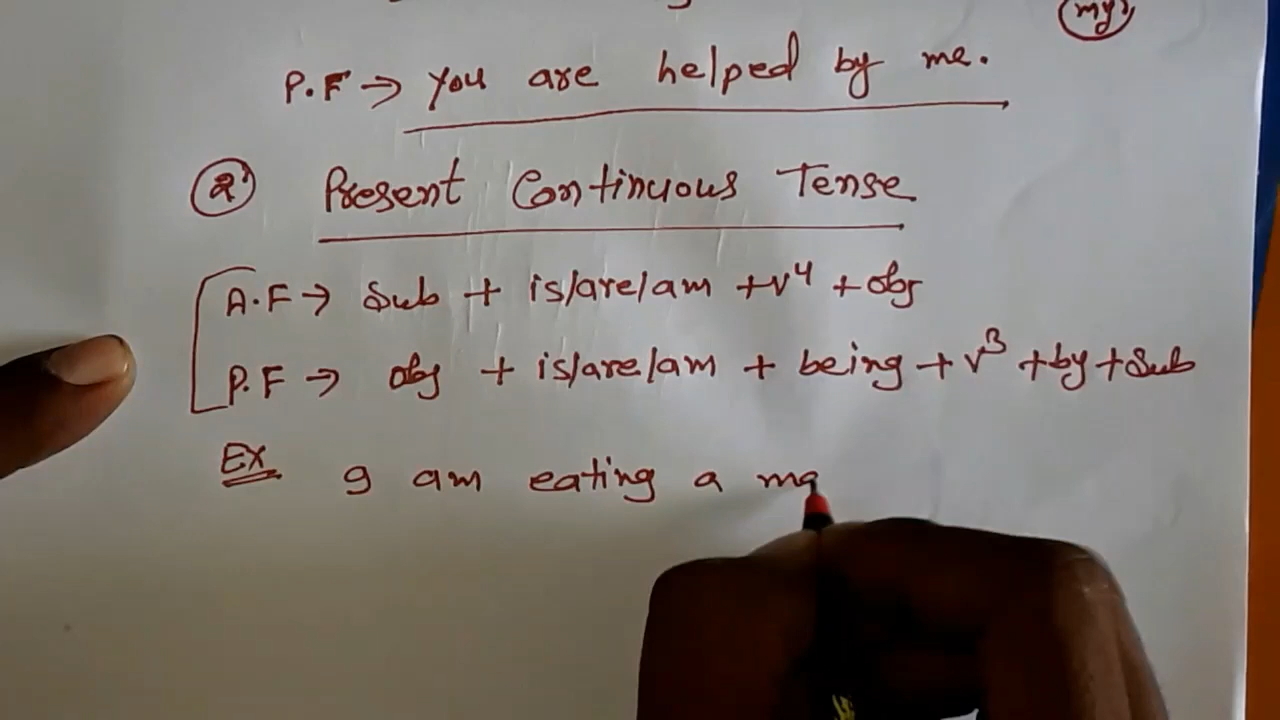 my
P.F → You are helped by me.
2 Present Continuous Tense
A.F → Sub + is/are/am + v⁴ + obj
P.F → obj + is/are/am + being + v³ + by + Sub
Ex I am eating a